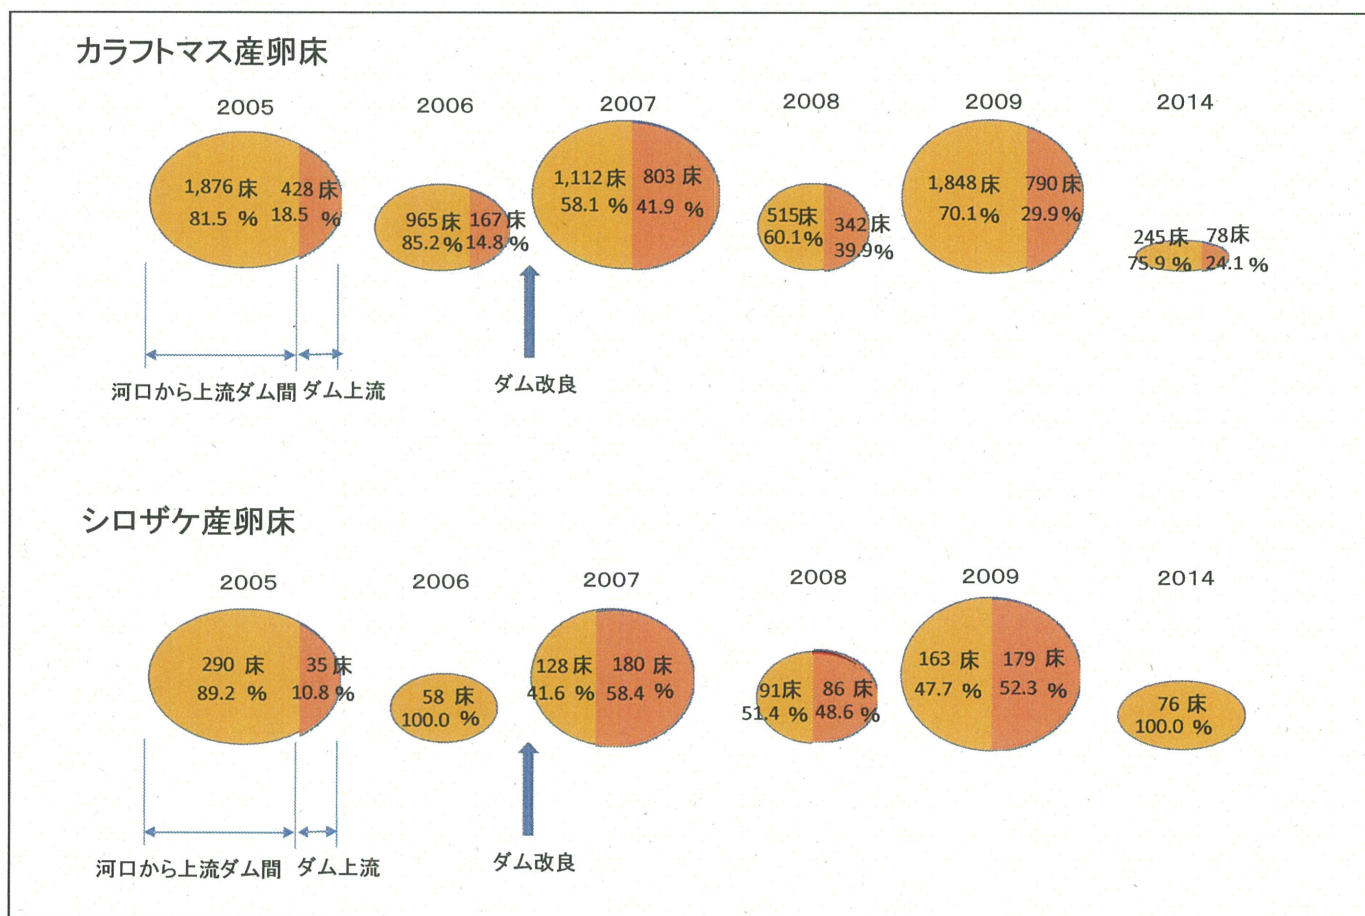 カラフトマス産卵床
2005 2006 2007 2008 2009 2014
1,876 床 428 床 965 床 167 床 1,112 床 803 床 515床 342 床 1,848 床 790 床 245 床 78 床
81.5 % 18.5 % 85.2 % 14.8 % 58.1 % 41.9 % 60.1% 39.9 % 70.1 % 29.9 % 75.9 % 24.1 %
河口から上流ダム間 ダム上流 ダム改良
シロザケ産卵床
2005 2006 2007 2008 2009 2014
290 床 35 床 58 床 128 床 180 床 91床 86 床 163 床 179 床 76 床
89.2 % 10.8 % 100.0 % 41.6 % 58.4 % 51.4 % 48.6 % 47.7 % 52.3 % 100.0 %
河口から上流ダム間 ダム上流 ダム改良